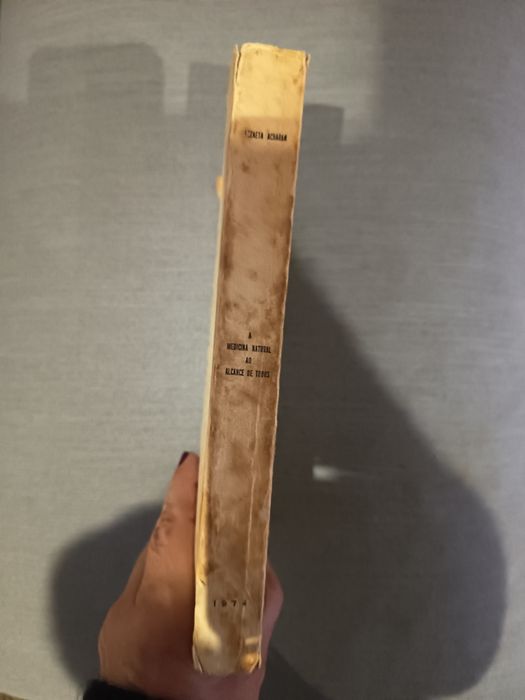 ACHARAN
A
MEDICINA NATURAL
AO
ALCANCE DE TODOS
1974